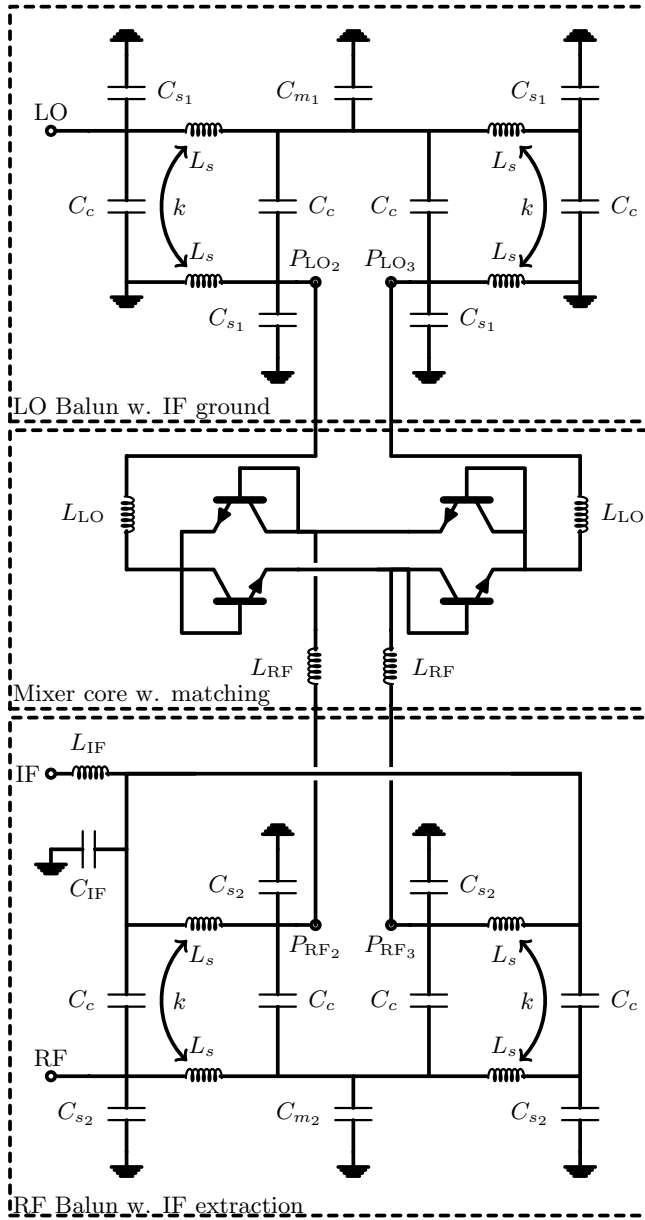 C_{s_1} C_{m_1} C_{s_1}
LO
L_s L_s
C_c k C_c C_c k C_c
L_s P_{LO_2} P_{LO_3} L_s
C_{s_1} C_{s_1}
LO Balun w. IF ground
L_{LO} L_{LO}
L_{RF} L_{RF}
Mixer core w. matching
L_{IF}
IF
C_{IF} C_{s_2} C_{s_2}
P_{RF_2} P_{RF_3}
L_s L_s
C_c k C_c C_c k C_c
RF L_s L_s
C_{s_2} C_{m_2} C_{s_2}
RF Balun w. IF extraction